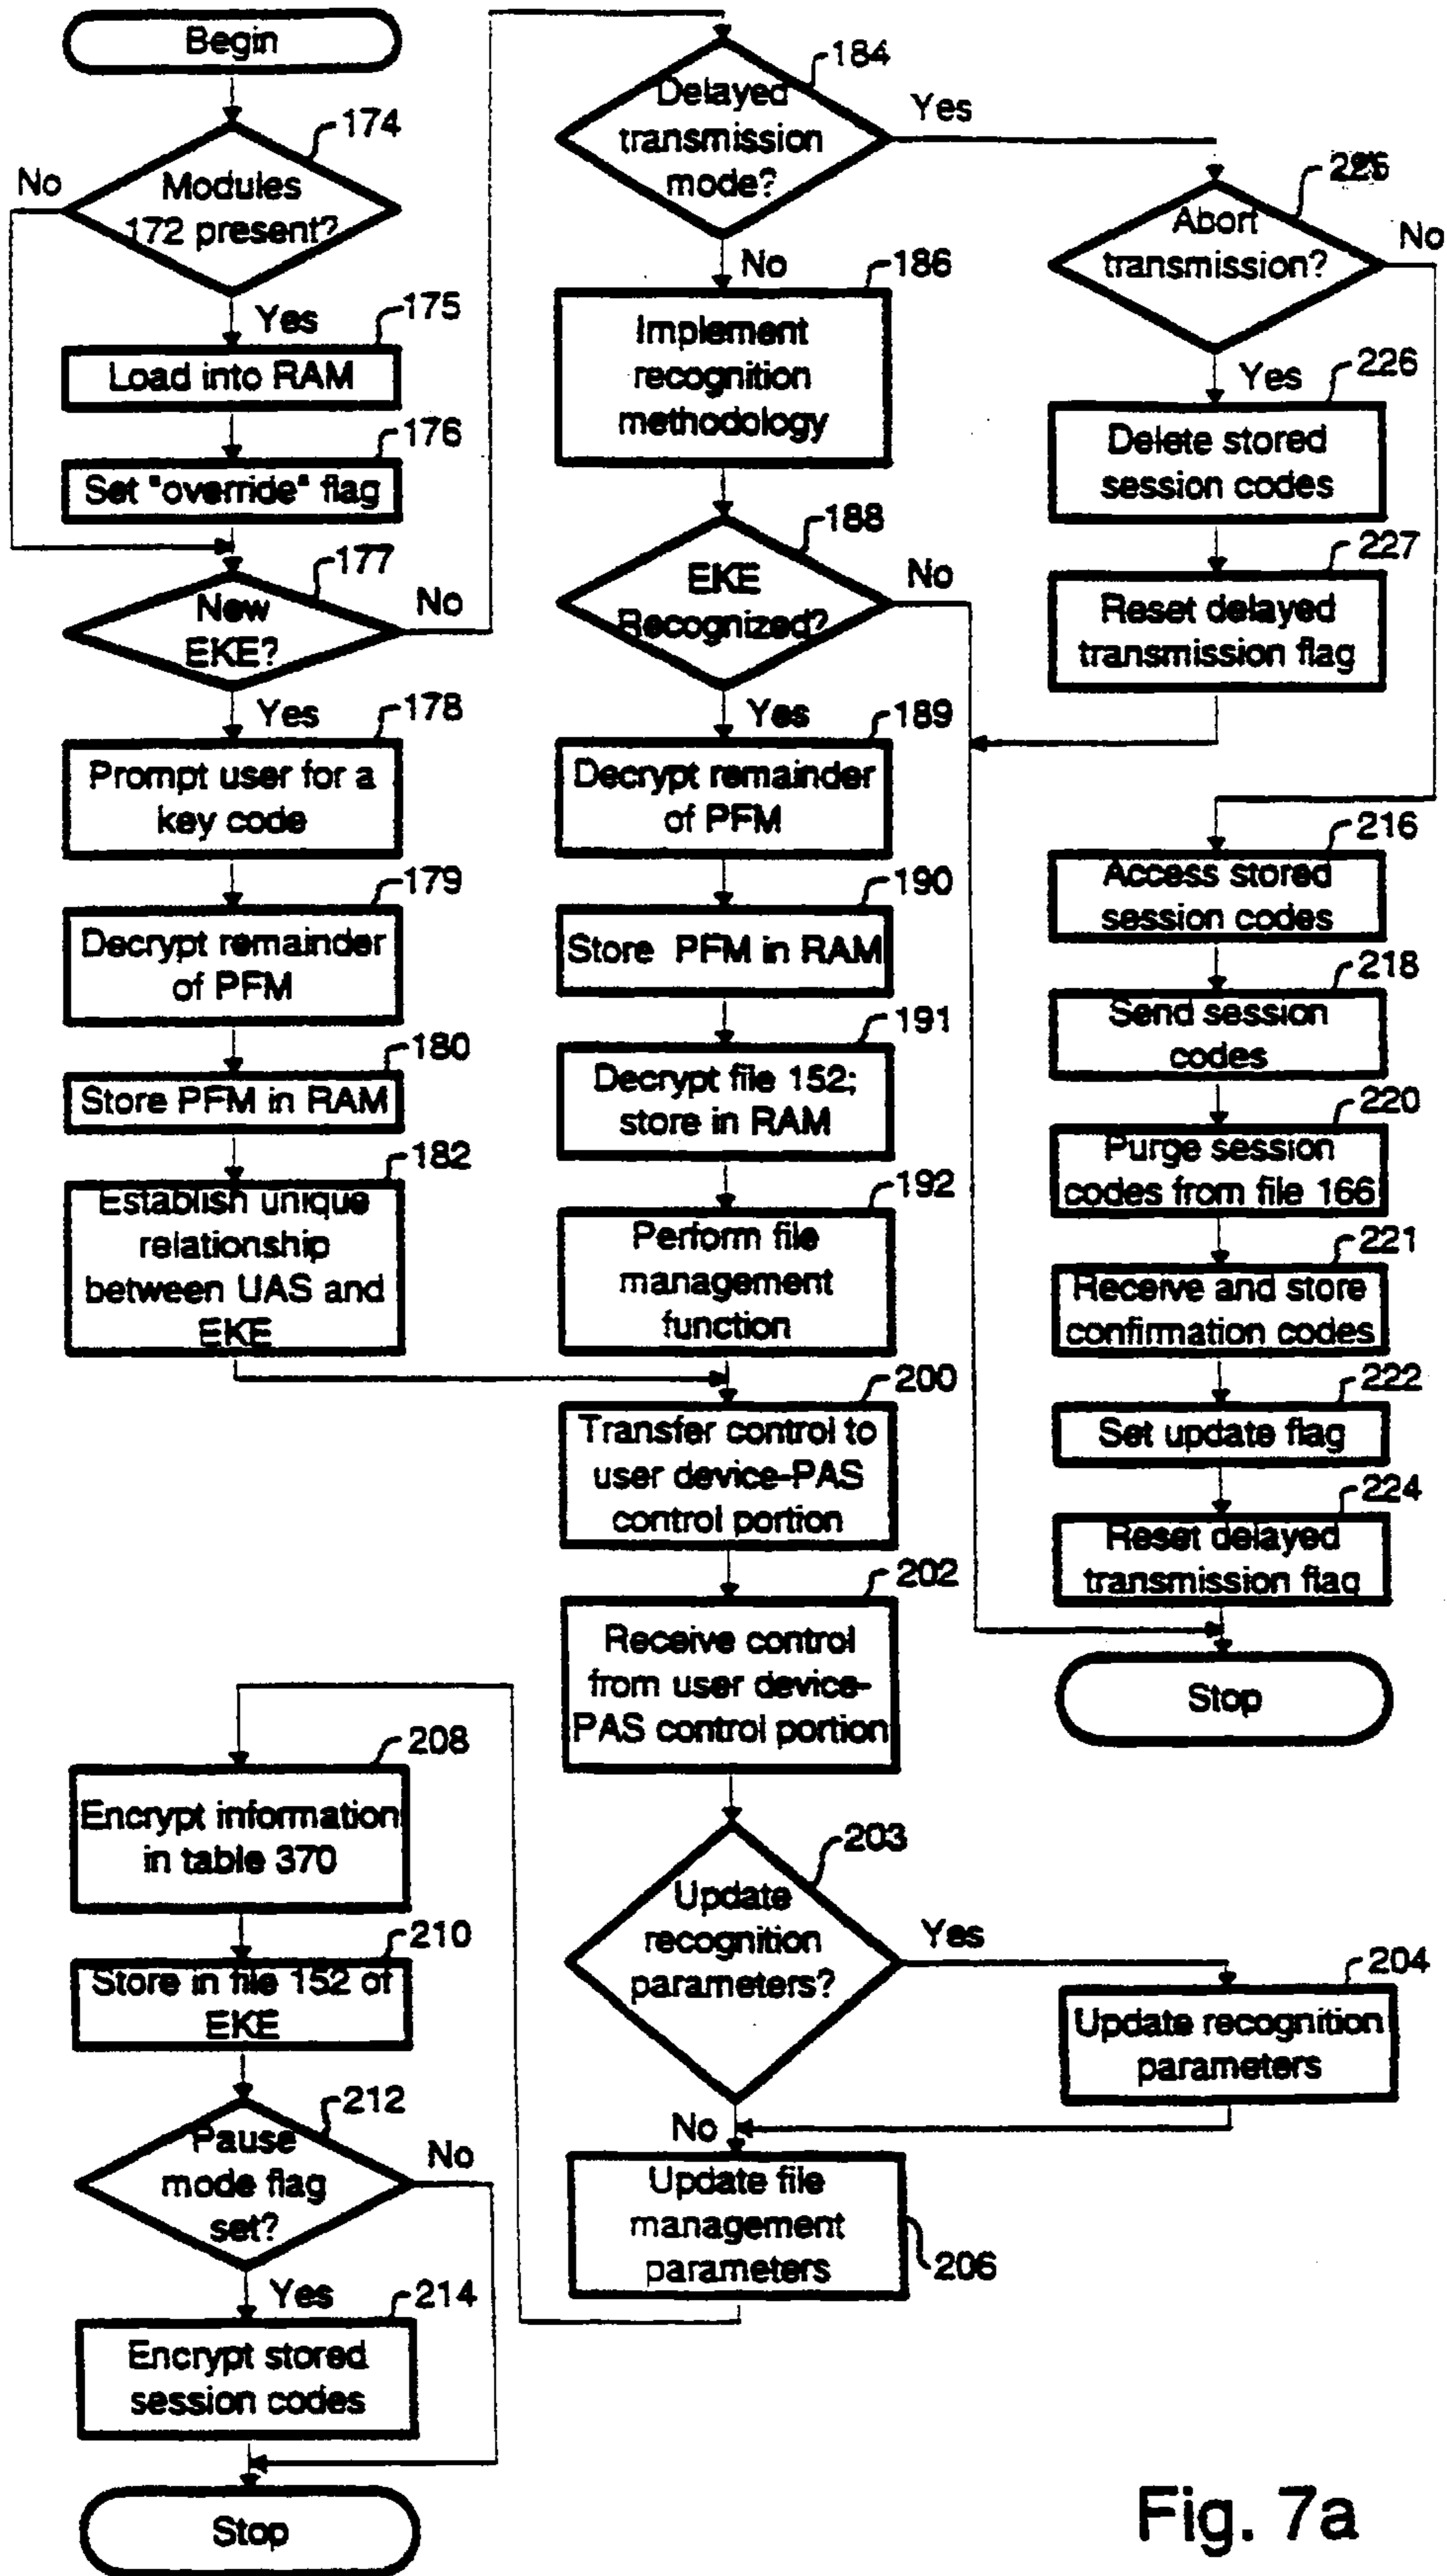 Begin
174
No
Modules
172 present?
Yes
175
Load into RAM
176
Set "override" flag
177
New
EKE?
No
Yes
178
Prompt user for a
key code
179
Decrypt remainder
of PFM
180
Store PFM in RAM
182
Establish unique
relationship
between UAS and
EKE
184
Delayed
transmission
mode?
Yes
No
186
Implement
recognition
methodology
188
EKE
Recognized?
No
Yes
189
Decrypt remainder
of PFM
190
Store PFM in RAM
191
Decrypt file 152;
store in RAM
192
Perform file
management
function
200
Transfer control to
user device-PAS
control portion
202
Receive control
from user device-
PAS control portion
203
Update
recognition
parameters?
Yes
204
Update recognition
parameters
No
Update file
management
parameters
206
208
Encrypt information
in table 370
210
Store in file 152 of
EKE
212
Pause
mode flag
set?
No
Yes
214
Encrypt stored
session codes
Stop
Abort
transmission?
No
Yes
226
Delete stored
session codes
227
Reset delayed
transmission flag
216
Access stored
session codes
218
Send session
codes
220
Purge session
codes from file 166
221
Receive and store
confirmation codes
222
Set update flag
224
Reset delayed
transmission flag
Stop
Fig. 7a